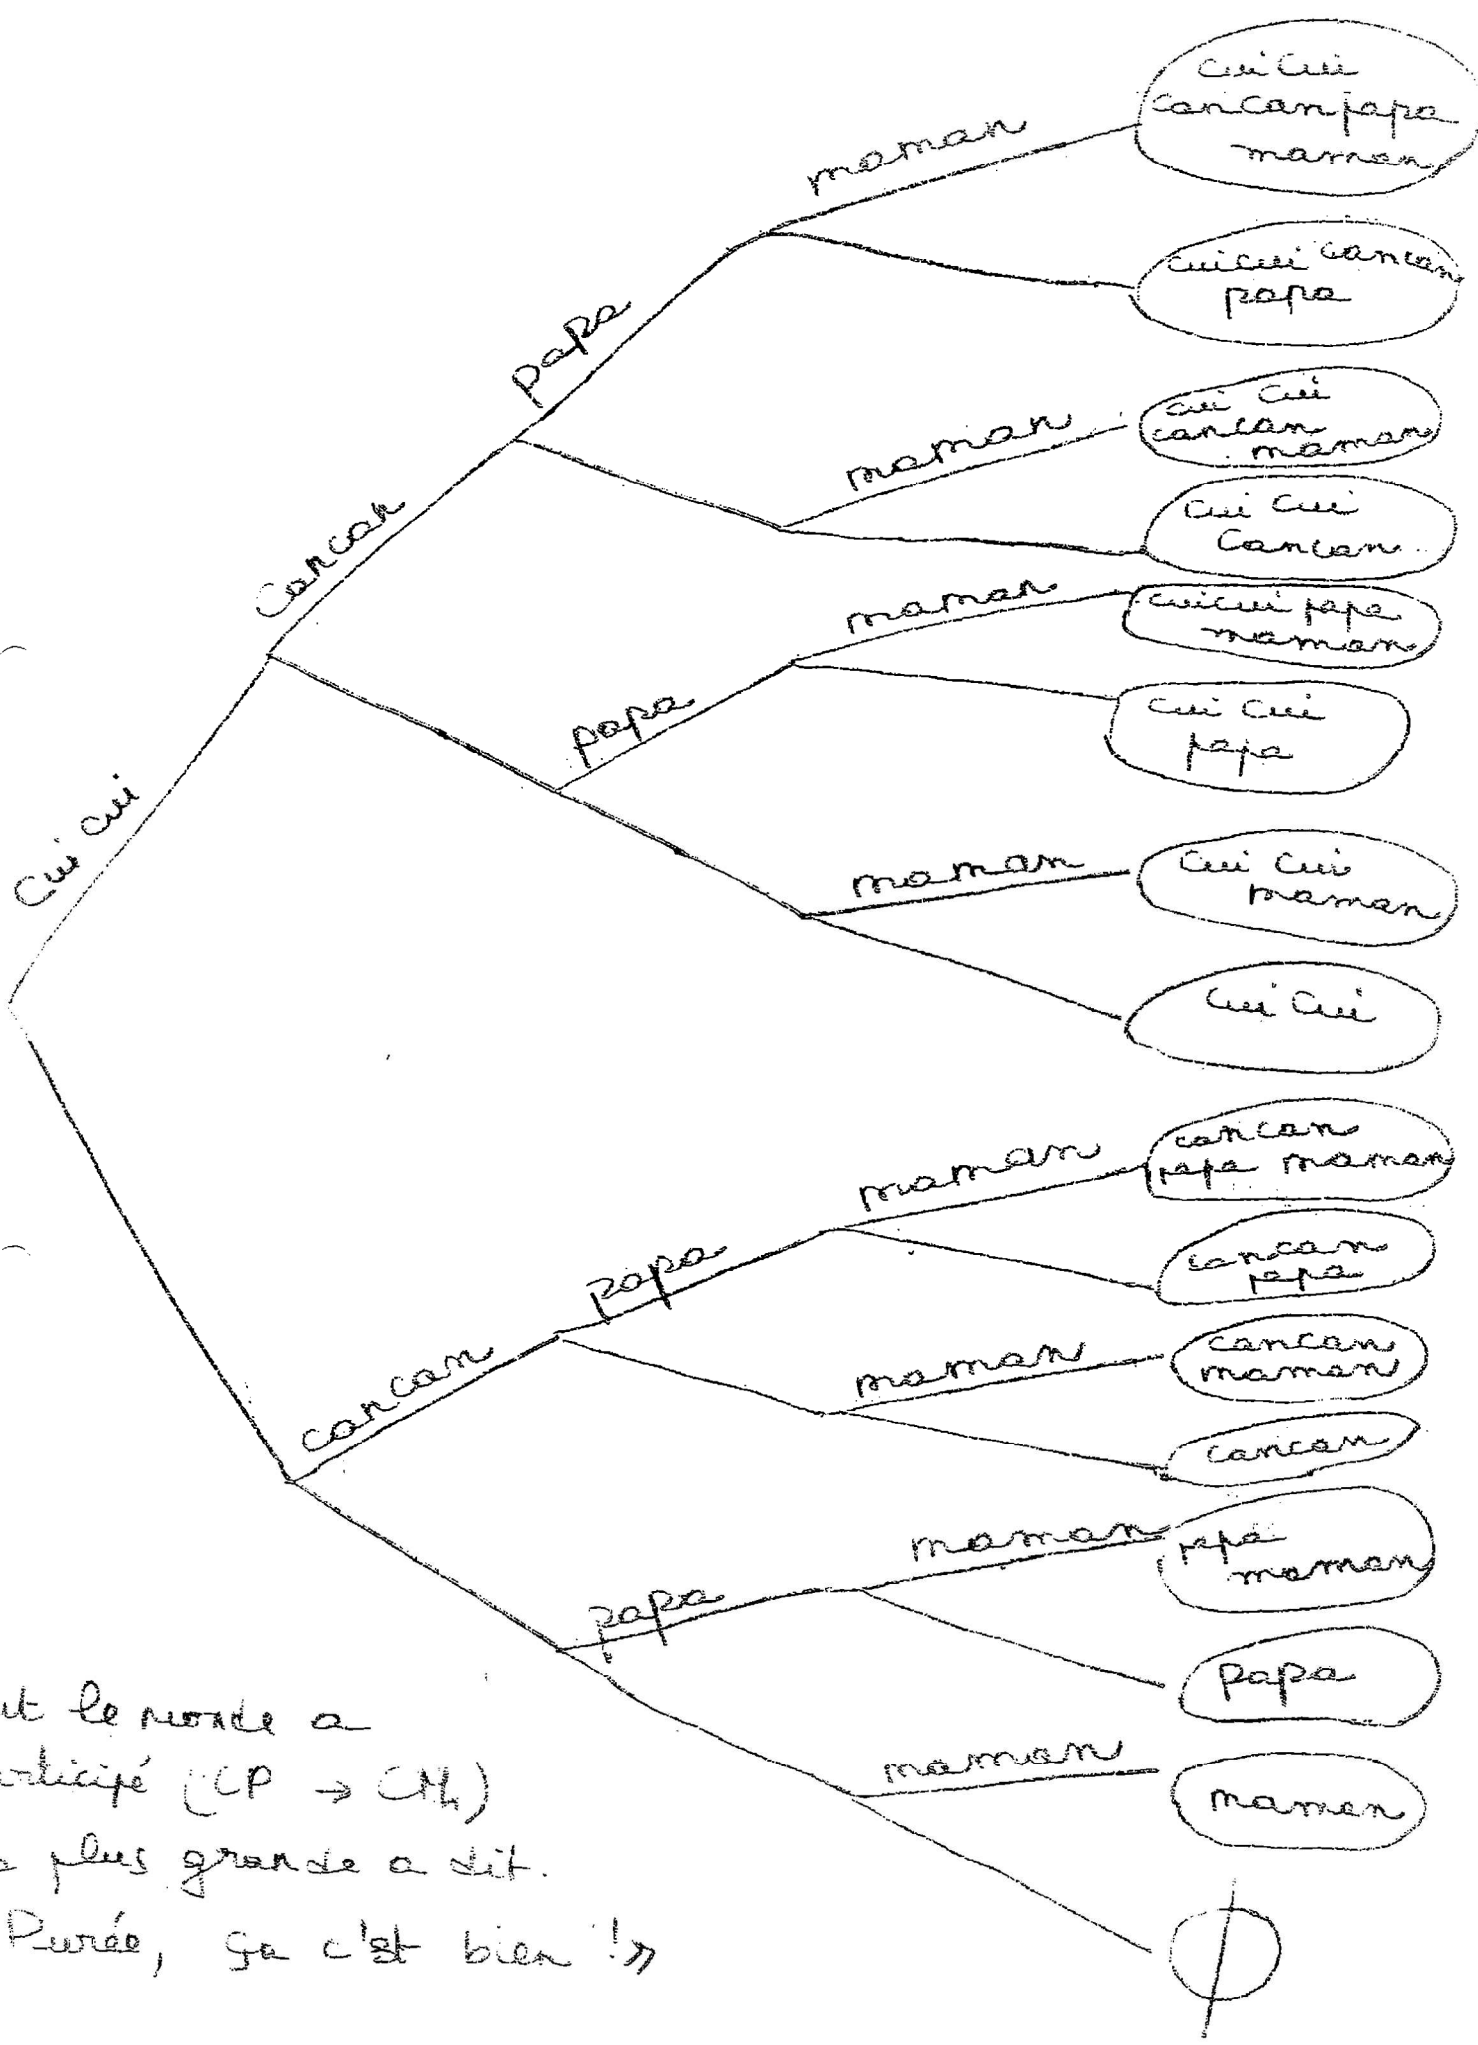 maman
cui cui
cancan papa
maman
papa
cuicui cancan
papa
cancan
maman
cui cui
cancan
maman
cui cui
cancan
maman
cuicui papa
maman
papa
cui cui
papa
cui cui
maman
cui cui
maman
cui cui
maman
cancan
papa maman
papa
cancan
papa
cancan
maman
cancan
maman
cancan
maman
papa
maman
papa
papa
maman
maman
ø
ut le monde a
articipé (CP → CM2)
a plus grande a dit.
Purée, ça c'est bien !»